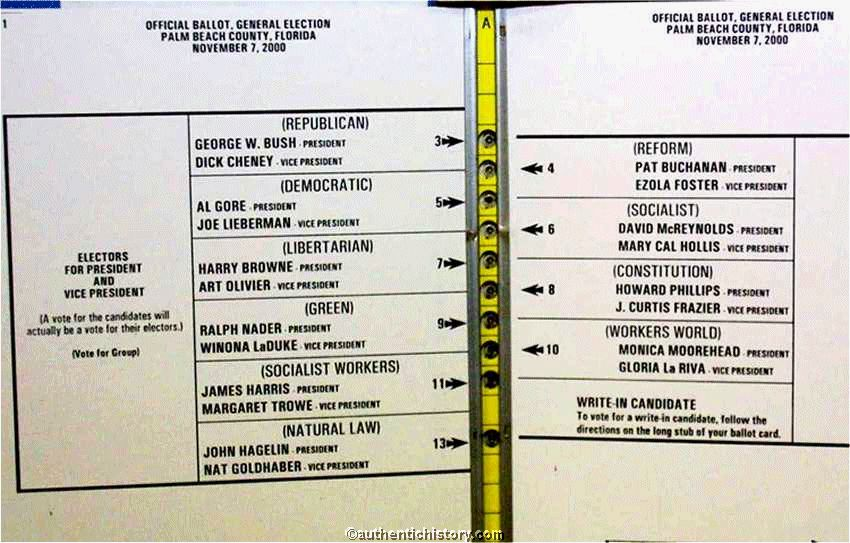 1
OFFICIAL BALLOT, GENERAL ELECTION
PALM BEACH COUNTY, FLORIDA
NOVEMBER 7, 2000
ELECTORS
FOR PRESIDENT
AND
VICE PRESIDENT
(A vote for the candidates will
actually be a vote for their electors.)
(Vote for Group)
(REPUBLICAN)
GEORGE W. BUSH - PRESIDENT
DICK CHENEY - VICE PRESIDENT
3
(DEMOCRATIC)
AL GORE - PRESIDENT
JOE LIEBERMAN - VICE PRESIDENT
5
(LIBERTARIAN)
HARRY BROWNE - PRESIDENT
ART OLIVIER - VICE PRESIDENT
7
(GREEN)
RALPH NADER - PRESIDENT
WINONA LaDUKE - VICE PRESIDENT
9
(SOCIALIST WORKERS)
JAMES HARRIS - PRESIDENT
MARGARET TROWE - VICE PRESIDENT
11
(NATURAL LAW)
JOHN HAGELIN - PRESIDENT
NAT GOLDHABER - VICE PRESIDENT
13
A
OFFICIAL BALLOT, GENERAL ELECTION
PALM BEACH COUNTY, FLORIDA
NOVEMBER 7, 2000
(REFORM)
4
PAT BUCHANAN - PRESIDENT
EZOLA FOSTER - VICE PRESIDENT
(SOCIALIST)
6
DAVID McREYNOLDS - PRESIDENT
MARY CAL HOLLIS - VICE PRESIDENT
(CONSTITUTION)
8
HOWARD PHILLIPS - PRESIDENT
J. CURTIS FRAZIER - VICE PRESIDENT
(WORKERS WORLD)
10
MONICA MOOREHEAD - PRESIDENT
GLORIA La RIVA - VICE PRESIDENT
WRITE-IN CANDIDATE
To vote for a write-in candidate, follow the
directions on the long stub of your ballot card.
©authentichistory.com